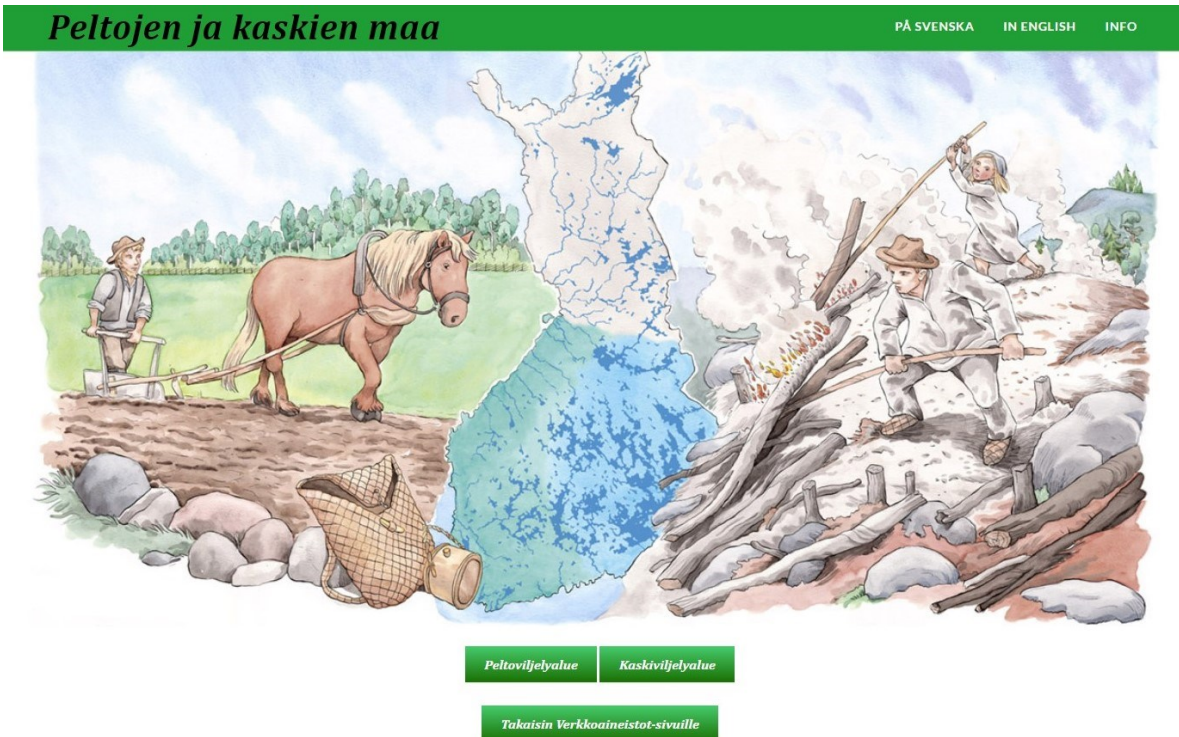 Peltojen ja kaskien maa
PÅ SVENSKA IN ENGLISH INFO
Peltoviljelyalue Kaskiviljelyalue
Takaisin Verkkoaineistot-sivuille